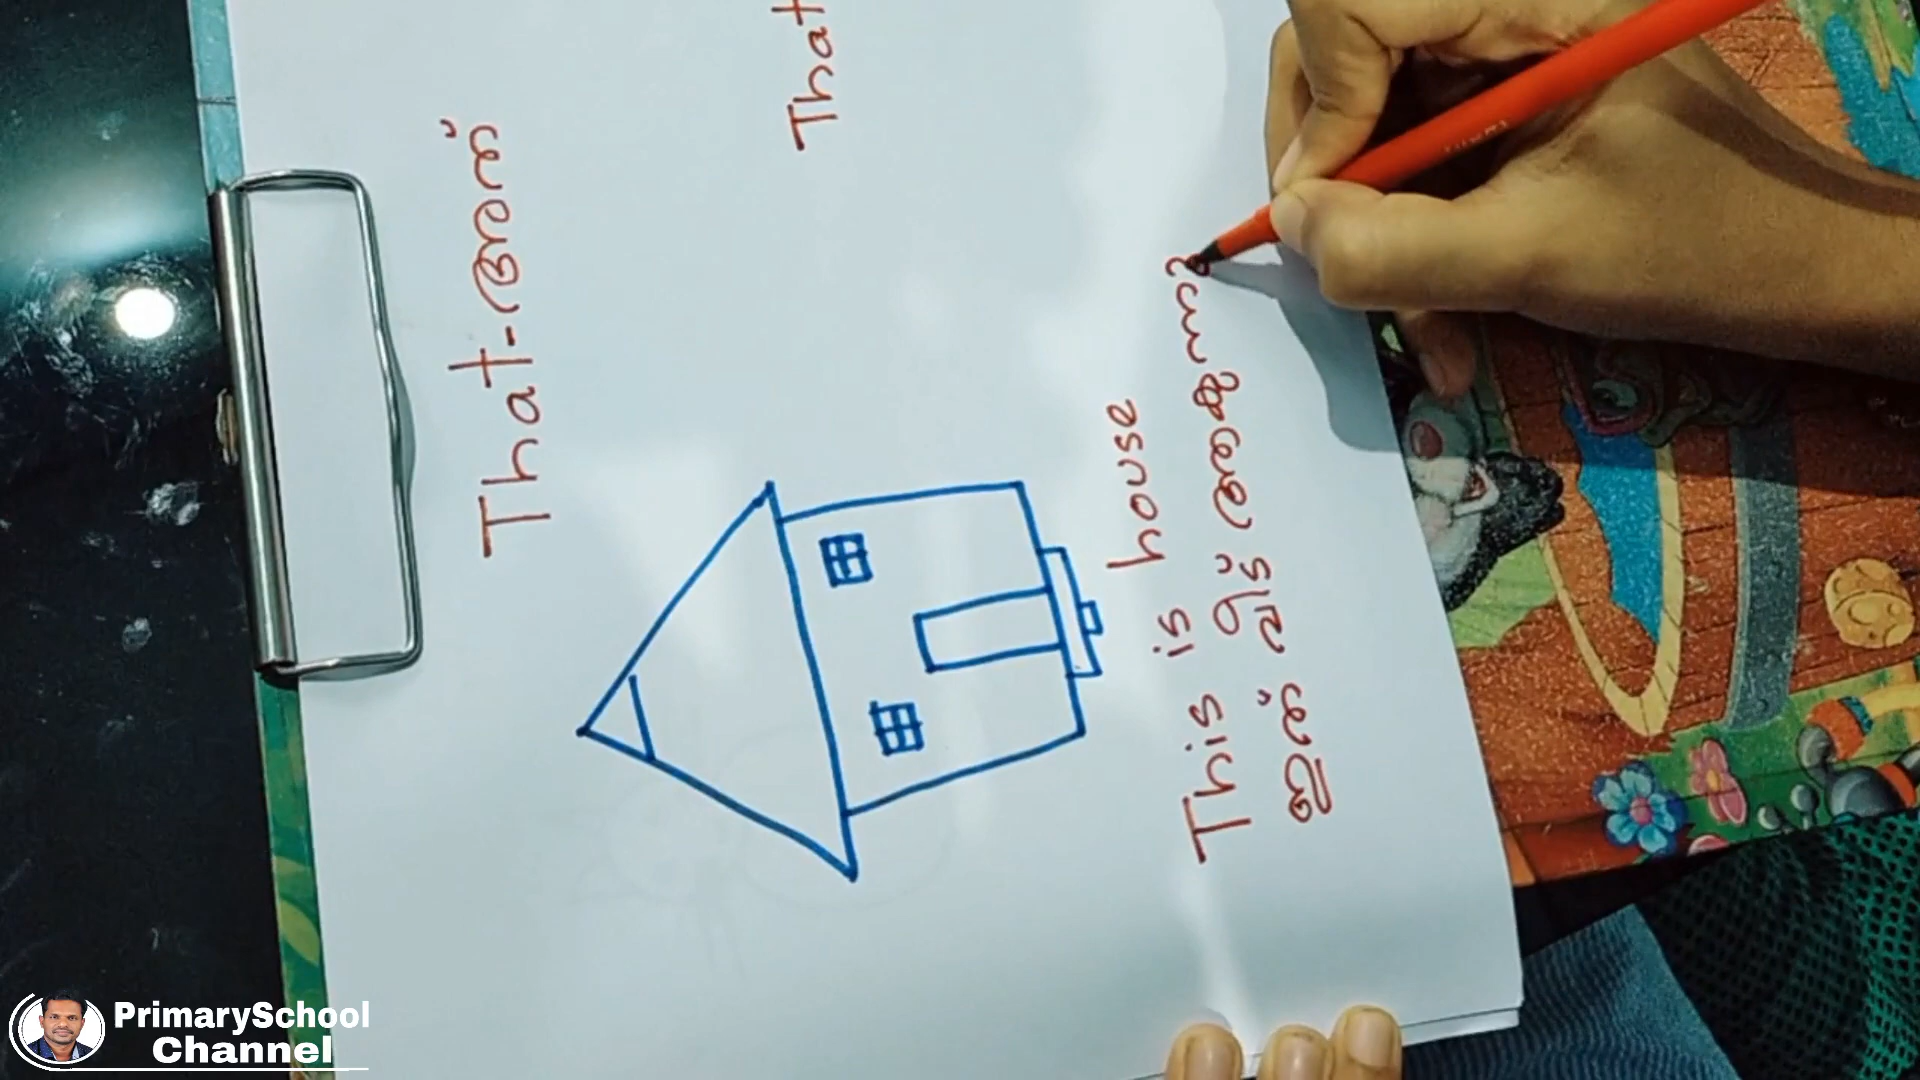 That - അത്
That
This is house
ഇത് വീട് ആകുന്നു
PrimarySchool
Channel